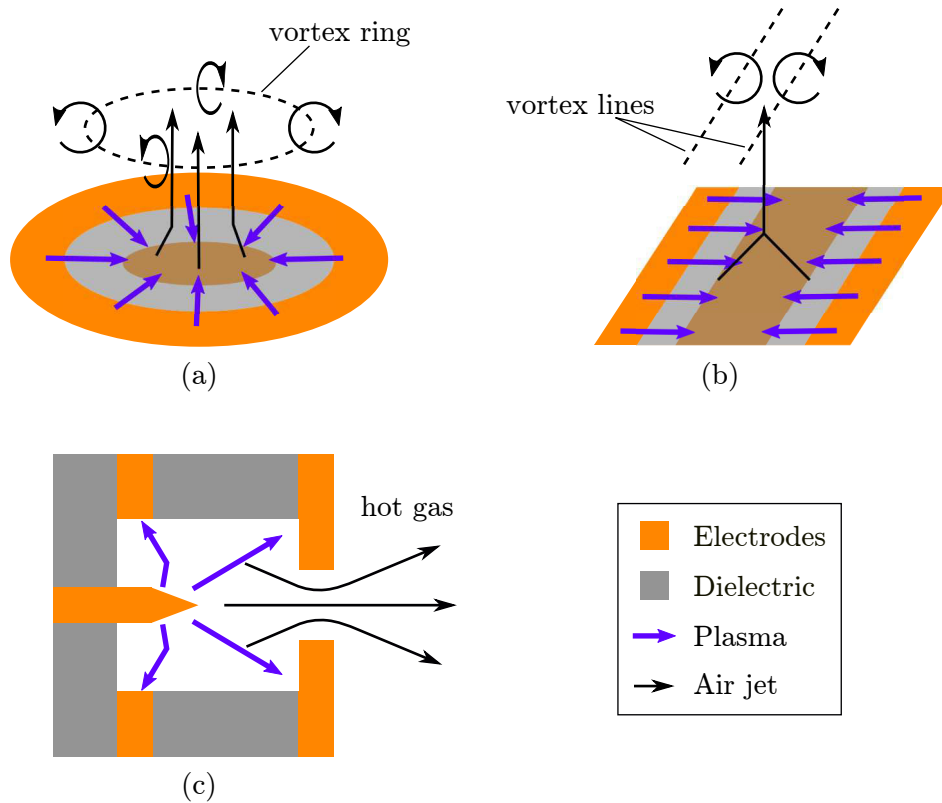 vortex ring
vortex lines
(a)
(b)
hot gas
Electrodes
Dielectric
Plasma
Air jet
(c)